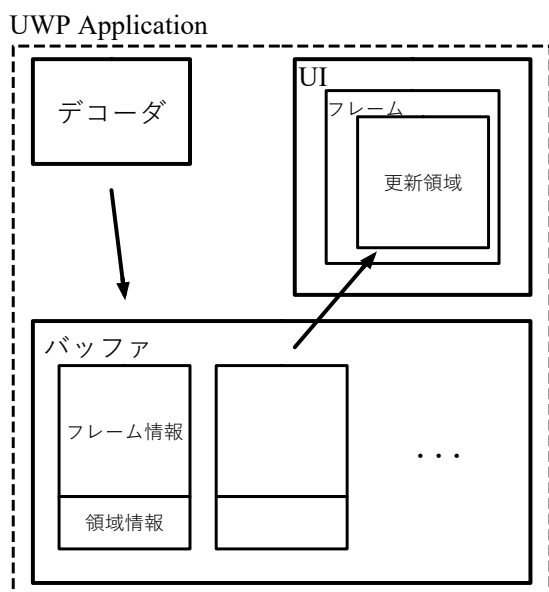 UWP Application
デコーダ
UI
フレーム
更新領域
バッファ
フレーム情報
領域情報
...